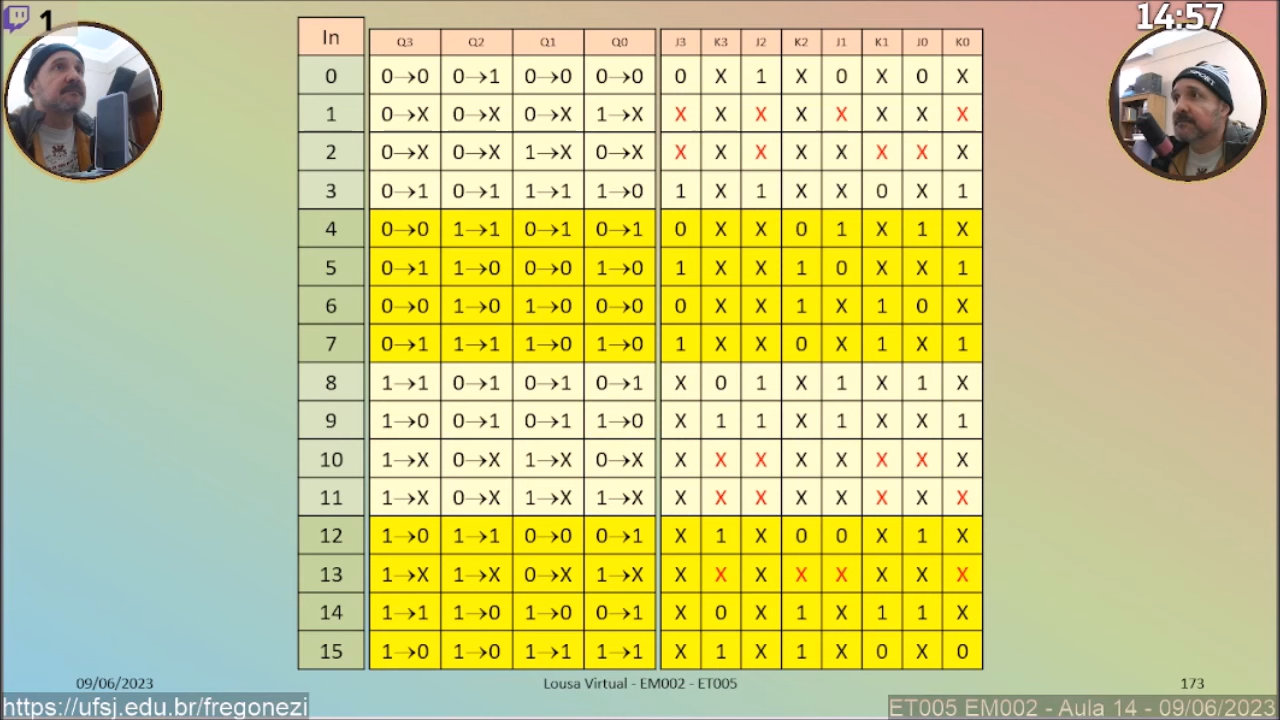 1
14:57
In Q3 Q2 Q1 Q0 J3 K3 J2 K2 J1 K1 J0 K0
0 0→0 0→1 0→0 0→0 0 X 1 X 0 X 0 X
1 0→X 0→X 0→X 1→X X X X X X X X X
2 0→X 0→X 1→X 0→X X X X X X X X X
3 0→1 0→1 1→1 1→0 1 X 1 X X 0 X 1
4 0→0 1→1 0→1 0→1 0 X X 0 1 X 1 X
5 0→1 1→0 0→0 1→0 1 X X 1 0 X X 1
6 0→0 1→0 1→0 0→0 0 X X 1 X 1 0 X
7 0→1 1→1 1→0 1→0 1 X X 0 X 1 X 1
8 1→1 0→1 0→1 0→1 X 0 1 X 1 X 1 X
9 1→0 0→1 0→1 1→0 X 1 1 X 1 X X 1
10 1→X 0→X 1→X 0→X X X X X X X X X
11 1→X 0→X 1→X 1→X X X X X X X X X
12 1→0 1→1 0→0 0→1 X 1 X 0 0 X 1 X
13 1→X 1→X 0→X 1→X X X X X X X X X
14 1→1 1→0 1→0 0→1 X 0 X 1 X 1 1 X
15 1→0 1→0 1→1 1→1 X 1 X 1 X 0 X 0
09/06/2023
Lousa Virtual - EM002 - ET005
173
https://ufsj.edu.br/fregonezi
ET005 EM002 - Aula 14 - 09/06/2023